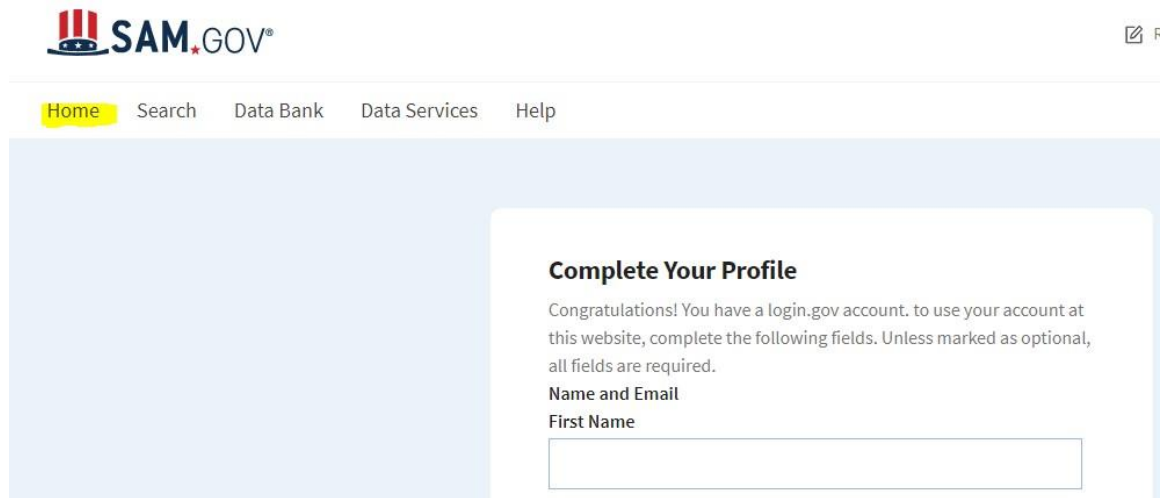 SAM.GOV®
Home Search Data Bank Data Services Help
Complete Your Profile
Congratulations! You have a login.gov account. to use your account at
this website, complete the following fields. Unless marked as optional,
all fields are required.
Name and Email
First Name